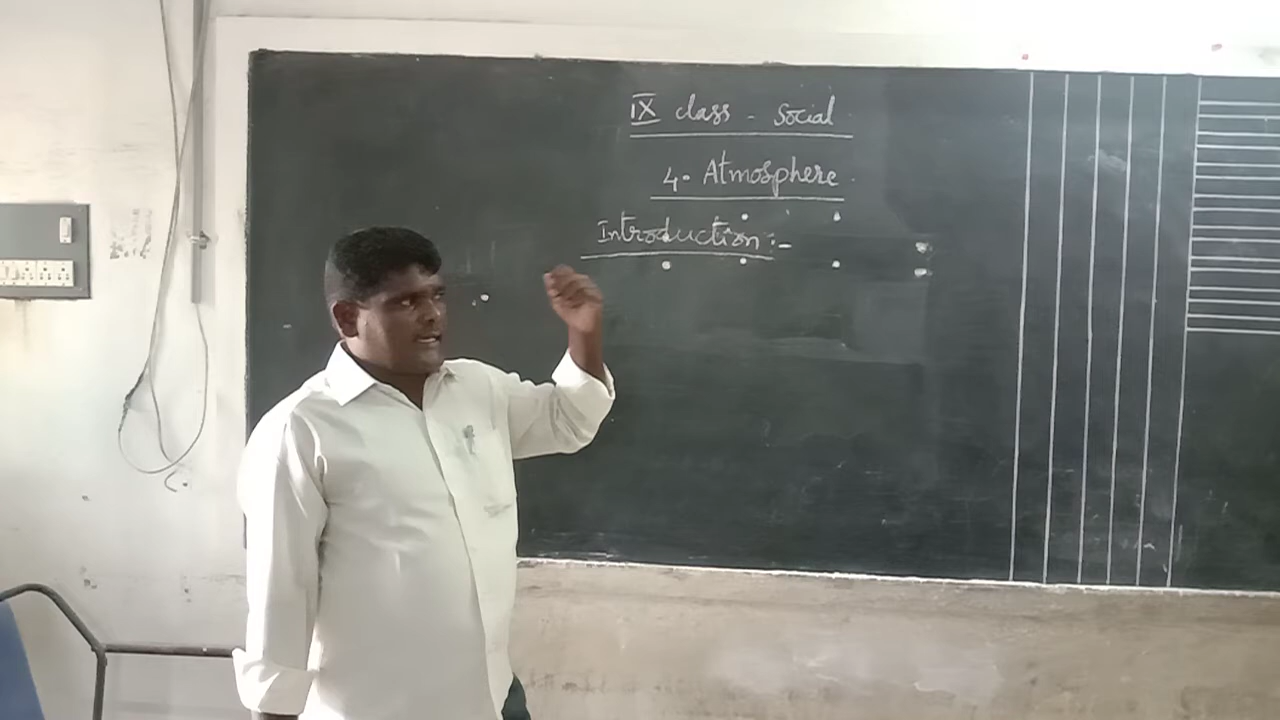 IX class - Social
4. Atmosphere
Introduction :-